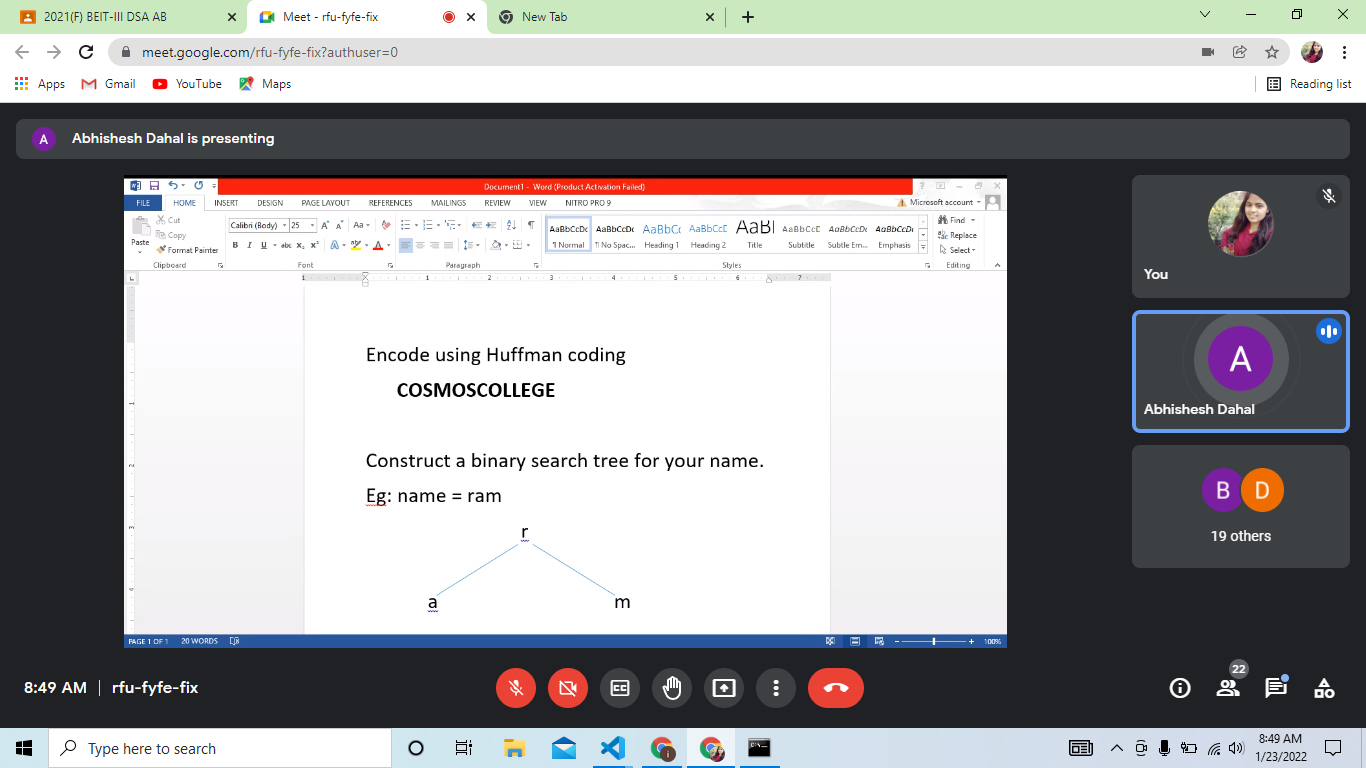 2021(F) BEIT-III DSA AB
Meet - rfu-fyfe-fix
New Tab
meet.google.com/rfu-fyfe-fix?authuser=0
Apps
Gmail
YouTube
Maps
Reading list
A
Abhishesh Dahal is presenting
Document1 - Word (Product Activation Failed)
FILE HOME INSERT DESIGN PAGE LAYOUT REFERENCES MAILINGS REVIEW VIEW NITRO PRO 9 Microsoft account
Paste
Cut
Copy
Format Painter
Clipboard
Calibri (Body) 25
Font
Paragraph
AaBbCcDc AaBbCcDc AaBbCc AaBbCcD AaBI AaBbCcD AaBbCcDc AaBbCcDc
¶ Normal ¶ No Spac... Heading 1 Heading 2 Title Subtitle Subtle Em... Emphasis
Styles
Find
Replace
Select
Editing
Encode using Huffman coding
COSMOSCOLLEGE
Construct a binary search tree for your name.
Eg: name = ram
r
a m
PAGE 1 OF 1 20 WORDS 100%
You
A
Abhishesh Dahal
B D
19 others
8:49 AM | rfu-fyfe-fix
22
Type here to search
8:49 AM
1/23/2022